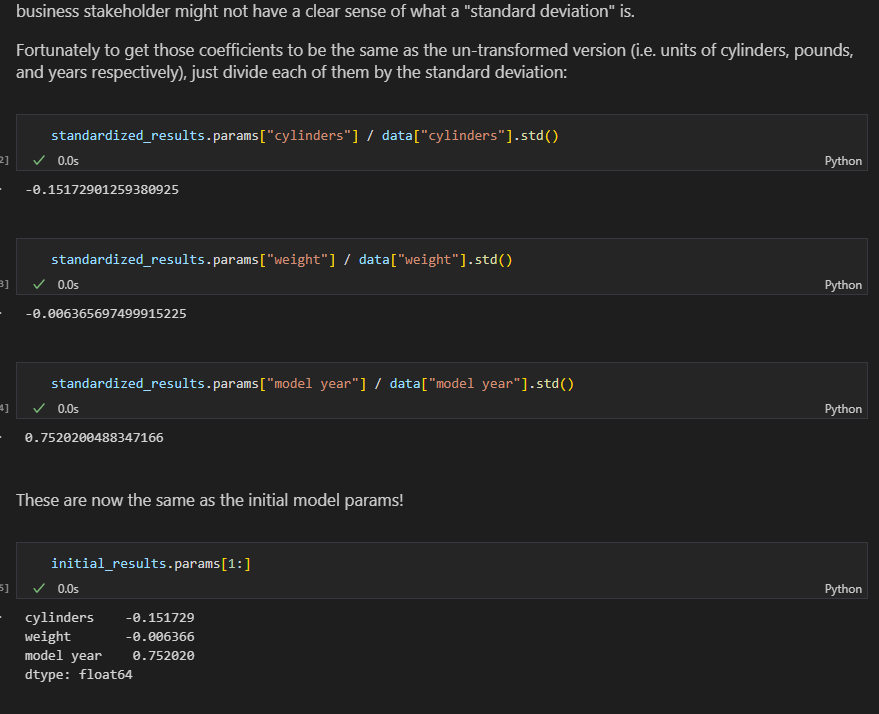 business stakeholder might not have a clear sense of what a "standard deviation" is.
Fortunately to get those coefficients to be the same as the un-transformed version (i.e. units of cylinders, pounds,
and years respectively), just divide each of them by the standard deviation:
standardized_results.params["cylinders"] / data["cylinders"].std()
2]
0.0s
Python
-0.15172901259380925
standardized_results.params["weight"] / data["weight"].std()
3]
0.0s
Python
-0.006365697499915225
standardized_results.params["model year"] / data["model year"].std()
4]
0.0s
Python
0.7520200488347166
These are now the same as the initial model params!
initial_results.params[1:]
5]
0.0s
Python
cylinders    -0.151729
weight       -0.006366
model year    0.752020
dtype: float64